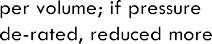 per volume; if pressure
de-rated, reduced more